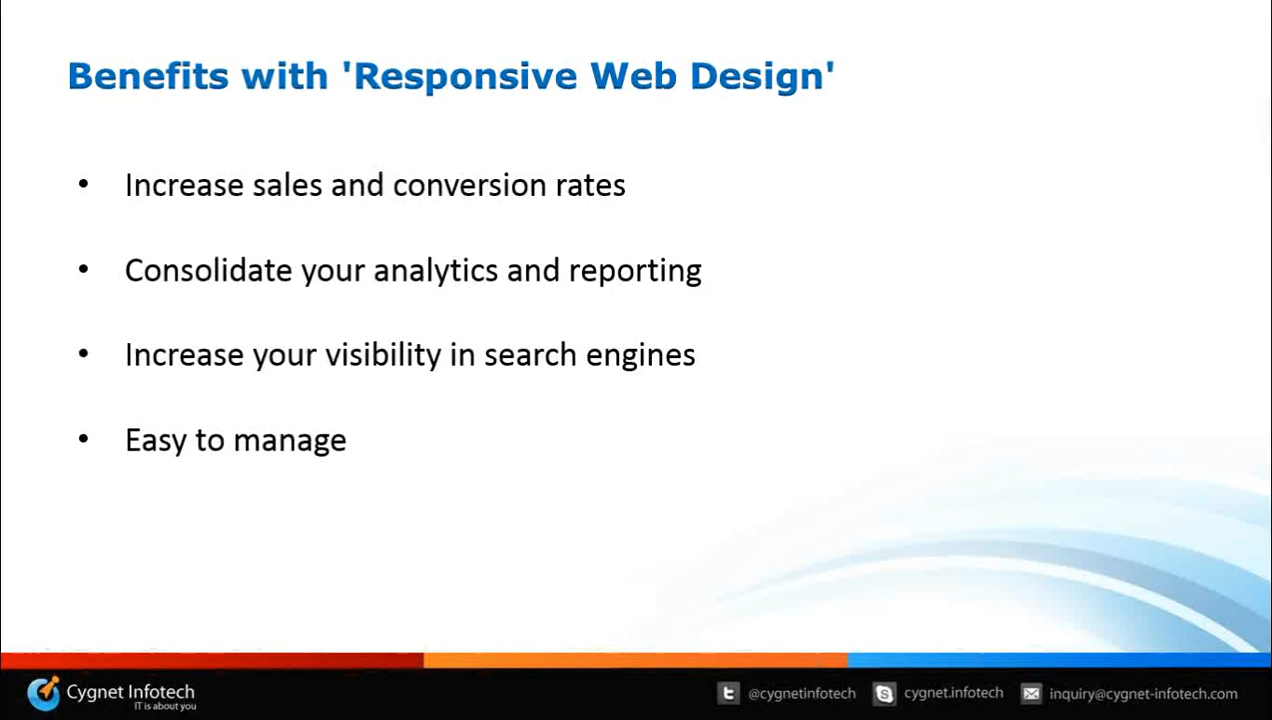 Benefits with 'Responsive Web Design'
• Increase sales and conversion rates
• Consolidate your analytics and reporting
• Increase your visibility in search engines
• Easy to manage
Cygnet Infotech
IT is about you
@cygnetinfotech
cygnet.infotech
inquiry@cygnet-infotech.com